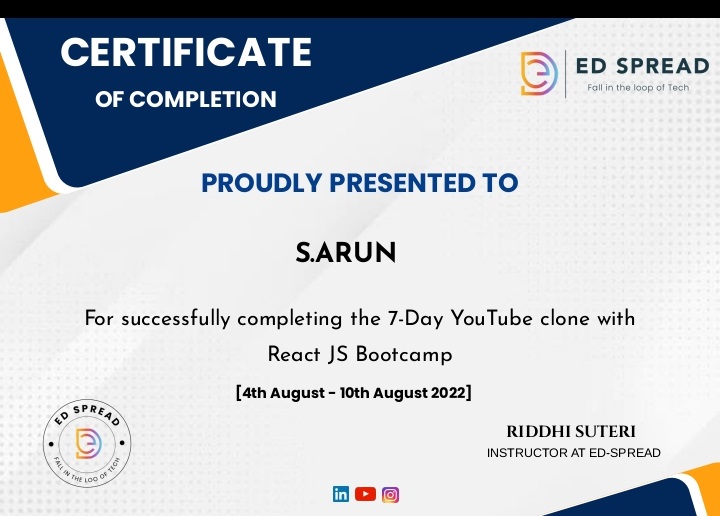 CERTIFICATE
OF COMPLETION
ED SPREAD
Fall in the loop of Tech
PROUDLY PRESENTED TO
S.ARUN
For successfully completing the 7-Day YouTube clone with
React JS Bootcamp
[4th August - 10th August 2022]
ED SPREAD
FALL IN THE LOO OF TECH
RIDDHI SUTERI
INSTRUCTOR AT ED-SPREAD
in